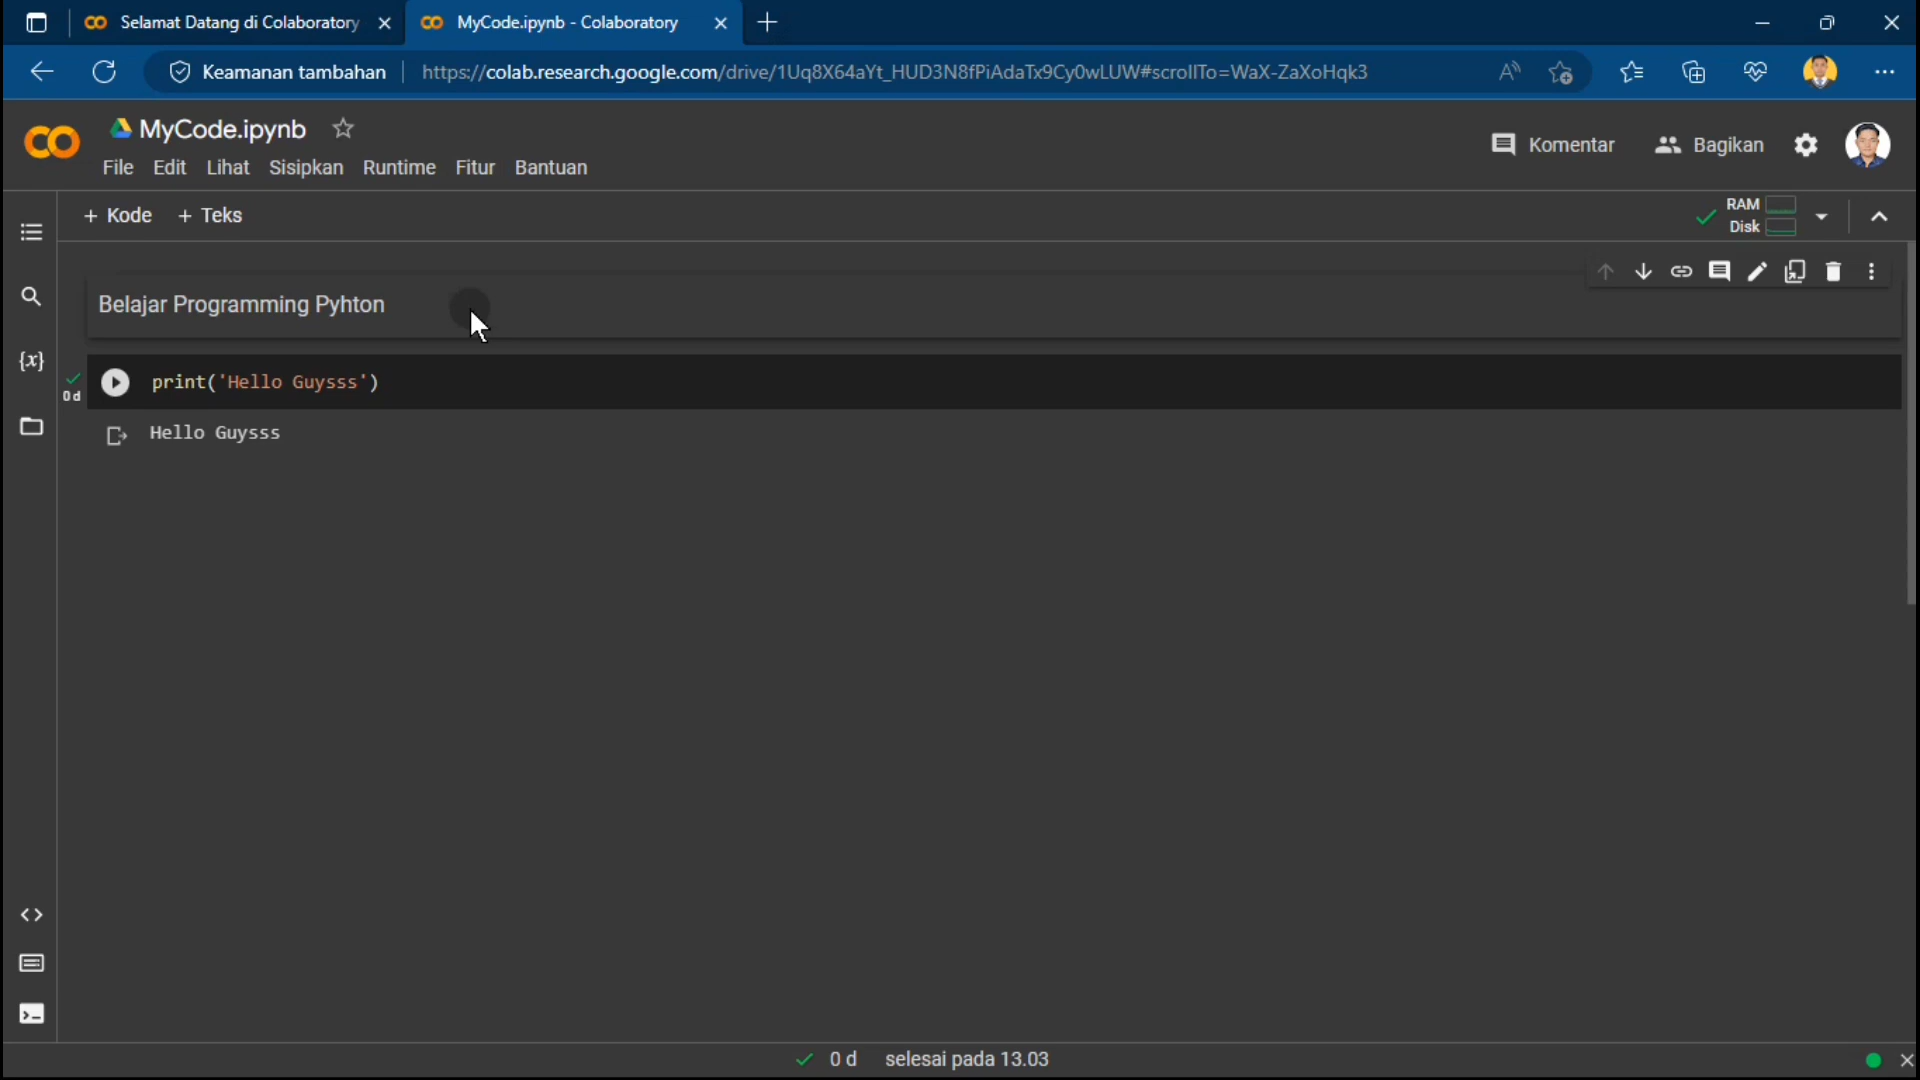 Selamat Datang di Colaboratory
MyCode.ipynb - Colaboratory
Keamanan tambahan
https://colab.research.google.com/drive/1Uq8X64aYt_HUD3N8fPiAdaTx9Cy0wLUW#scrollTo=WaX-ZaXoHqk3
MyCode.ipynb
File Edit Lihat Sisipkan Runtime Fitur Bantuan
Komentar
Bagikan
+ Kode + Teks
RAM
Disk
Belajar Programming Pyhton
0 d
print('Hello Guysss')
Hello Guysss
0 d selesai pada 13.03